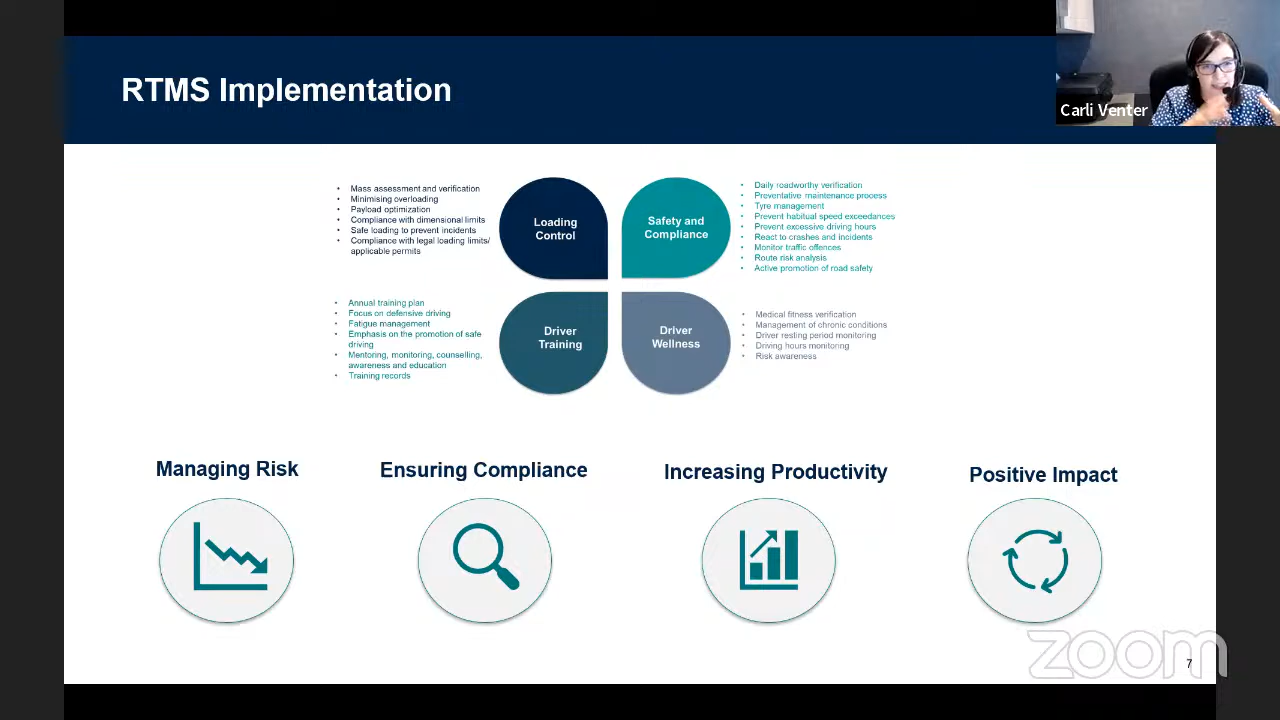 RTMS Implementation
Carli Venter
• Mass assessment and verification
• Minimising overloading
• Payload optimization
• Compliance with dimensional limits
• Safe loading to prevent incidents
• Compliance with legal loading limits/
applicable permits
Loading
Control
Safety and
Compliance
• Daily roadworthy verification
• Preventative maintenance process
• Tyre management
• Prevent habitual speed exceedances
• Prevent excessive driving hours
• React to crashes and incidents
• Monitor traffic offences
• Route risk analysis
• Active promotion of road safety
• Annual training plan
• Focus on defensive driving
• Fatigue management
• Emphasis on the promotion of safe
driving
• Mentoring, monitoring, counselling,
awareness and education
• Training records
Driver
Training
Driver
Wellness
• Medical fitness verification
• Management of chronic conditions
• Driver resting period monitoring
• Driving hours monitoring
• Risk awareness
Managing Risk
Ensuring Compliance
Increasing Productivity
Positive Impact
zoom
7